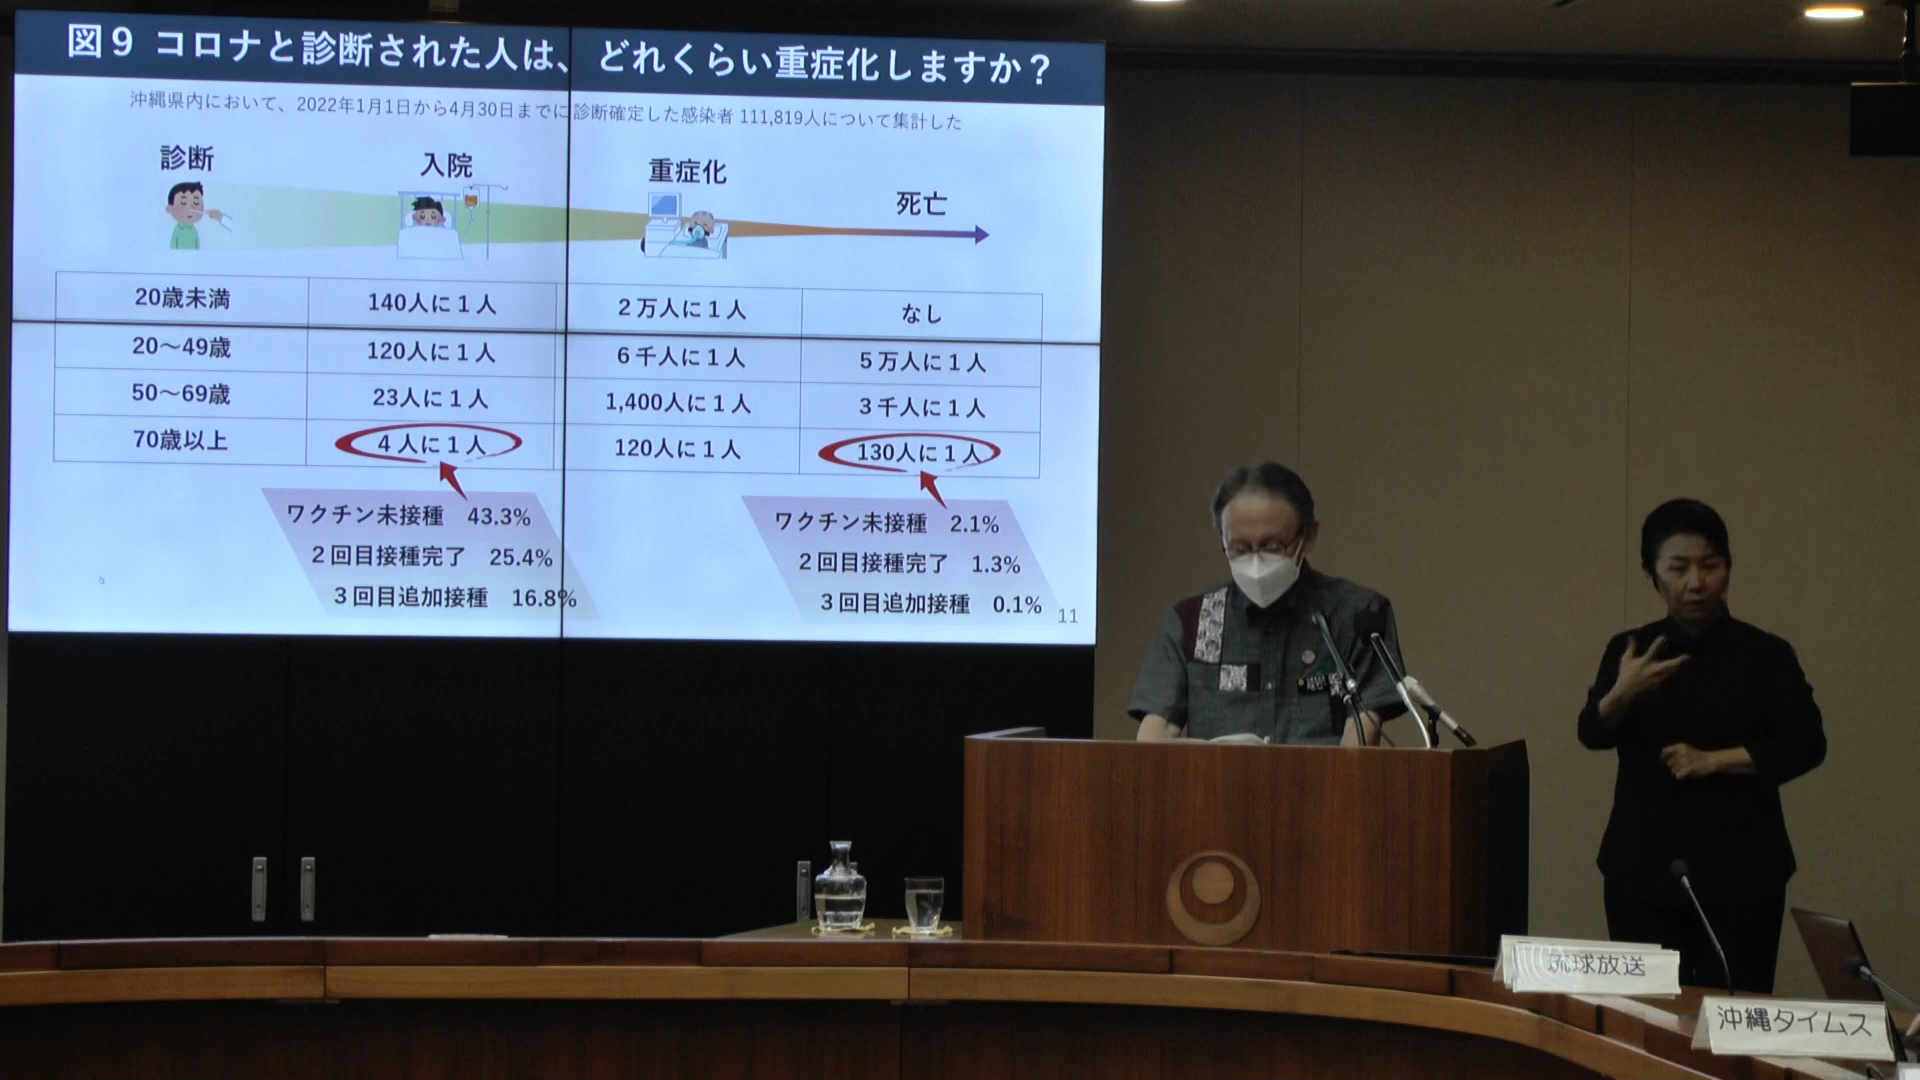 図９ コロナと診断された人は、どれくらい重症化しますか？
沖縄県内において、2022年1月1日から4月30日までに診断確定した感染者 111,819人について集計した
診断 入院 重症化 死亡
20歳未満 140人に１人 ２万人に１人 なし
20〜49歳 120人に１人 ６千人に１人 ５万人に１人
50〜69歳 23人に１人 1,400人に１人 ３千人に１人
70歳以上 ４人に１人 120人に１人 130人に１人
ワクチン未接種 43.3%
２回目接種完了 25.4%
３回目追加接種 16.8%
ワクチン未接種 2.1%
２回目接種完了 1.3%
３回目追加接種 0.1%
11
琉球放送
沖縄タイムス